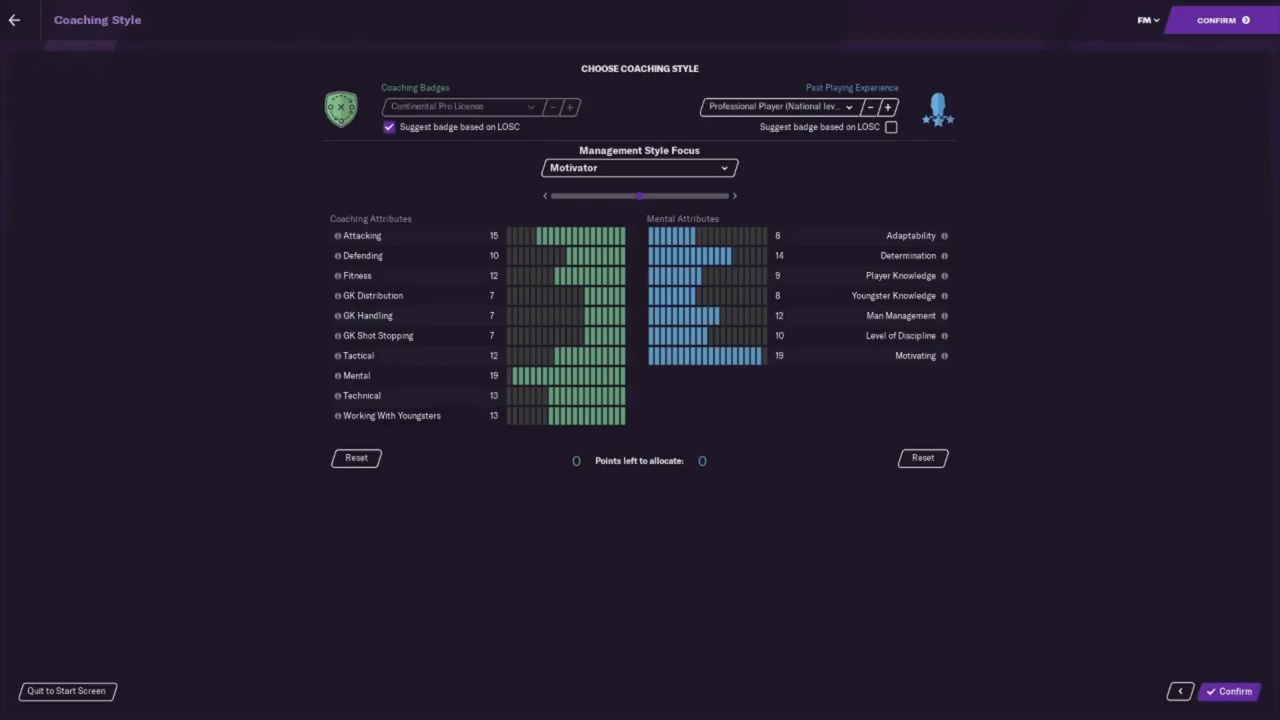 Coaching Style
FM
CONFIRM
CHOOSE COACHING STYLE
Coaching Badges
Past Playing Experience
Continental Pro License
Professional Player (National lev...
Suggest badge based on LOSC
Suggest badge based on LOSC
Management Style Focus
Motivator
Coaching Attributes
Mental Attributes
Attacking 15
8 Adaptability
Defending 10
14 Determination
Fitness 12
9 Player Knowledge
GK Distribution 7
8 Youngster Knowledge
GK Handling 7
12 Man Management
GK Shot Stopping 7
10 Level of Discipline
Tactical 12
19 Motivating
Mental 19
Technical 13
Working With Youngsters 13
Reset
0 Points left to allocate: 0
Reset
Quit to Start Screen
Confirm